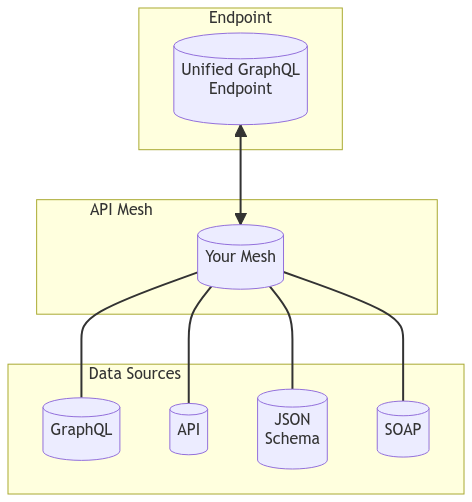 Endpoint
Unified GraphQL
Endpoint
API Mesh
Your Mesh
Data Sources
GraphQL
API
JSON
Schema
SOAP